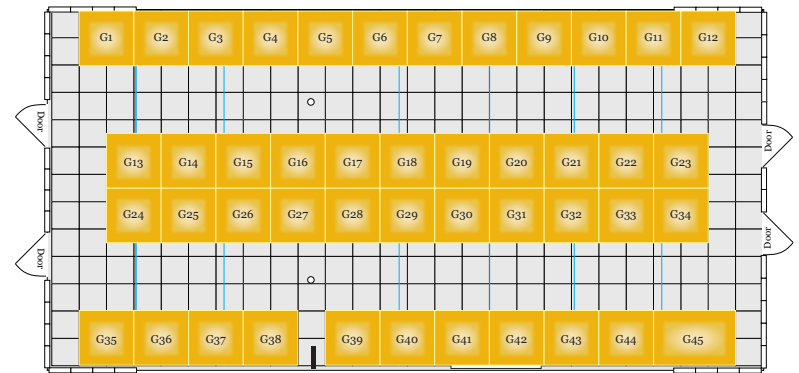 G1 G2 G3 G4 G5 G6 G7 G8 G9 G10 G11 G12
Door
Door
G13 G14 G15 G16 G17 G18 G19 G20 G21 G22 G23
G24 G25 G26 G27 G28 G29 G30 G31 G32 G33 G34
Door
Door
G35 G36 G37 G38 G39 G40 G41 G42 G43 G44 G45